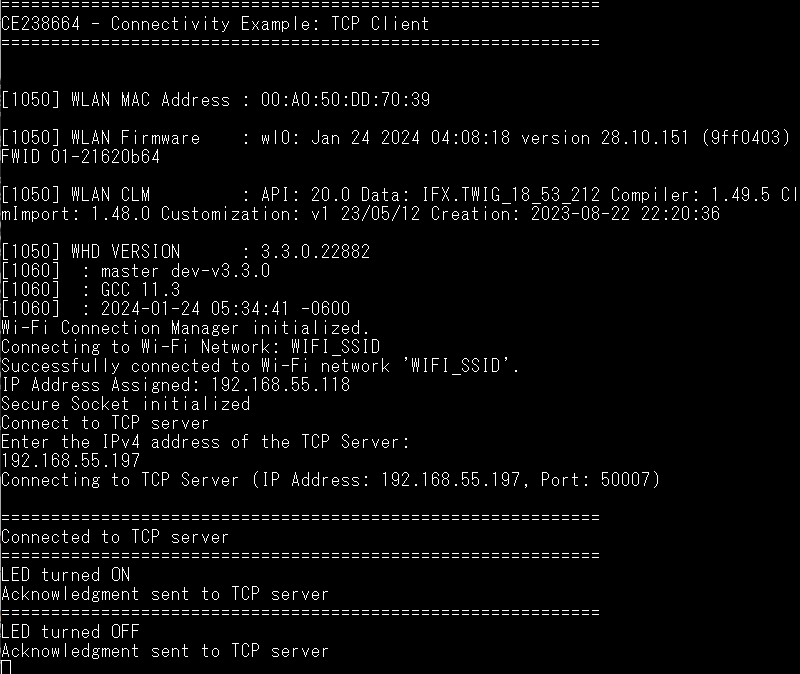 ============================================================
CE238664 - Connectivity Example: TCP Client
============================================================
[1050] WLAN MAC Address : 00:A0:50:DD:70:39
[1050] WLAN Firmware    : wl0: Jan 24 2024 04:08:18 version 28.10.151 (9ff0403)
FWID 01-21620b64
[1050] WLAN CLM         : API: 20.0 Data: IFX.TWIG_18_53_212 Compiler: 1.49.5 Cl
mImport: 1.48.0 Customization: v1 23/05/12 Creation: 2023-08-22 22:20:36
[1050] WHD VERSION      : 3.3.0.22882
[1060]  : master dev-v3.3.0
[1060]  : GCC 11.3
[1060]  : 2024-01-24 05:34:41 -0600
Wi-Fi Connection Manager initialized.
Connecting to Wi-Fi Network: WIFI_SSID
Successfully connected to Wi-Fi network 'WIFI_SSID'.
IP Address Assigned: 192.168.55.118
Secure Socket initialized
Connect to TCP server
Enter the IPv4 address of the TCP Server:
192.168.55.197
Connecting to TCP Server (IP Address: 192.168.55.197, Port: 50007)
============================================================
Connected to TCP server
============================================================
LED turned ON
Acknowledgment sent to TCP server
============================================================
LED turned OFF
Acknowledgment sent to TCP server